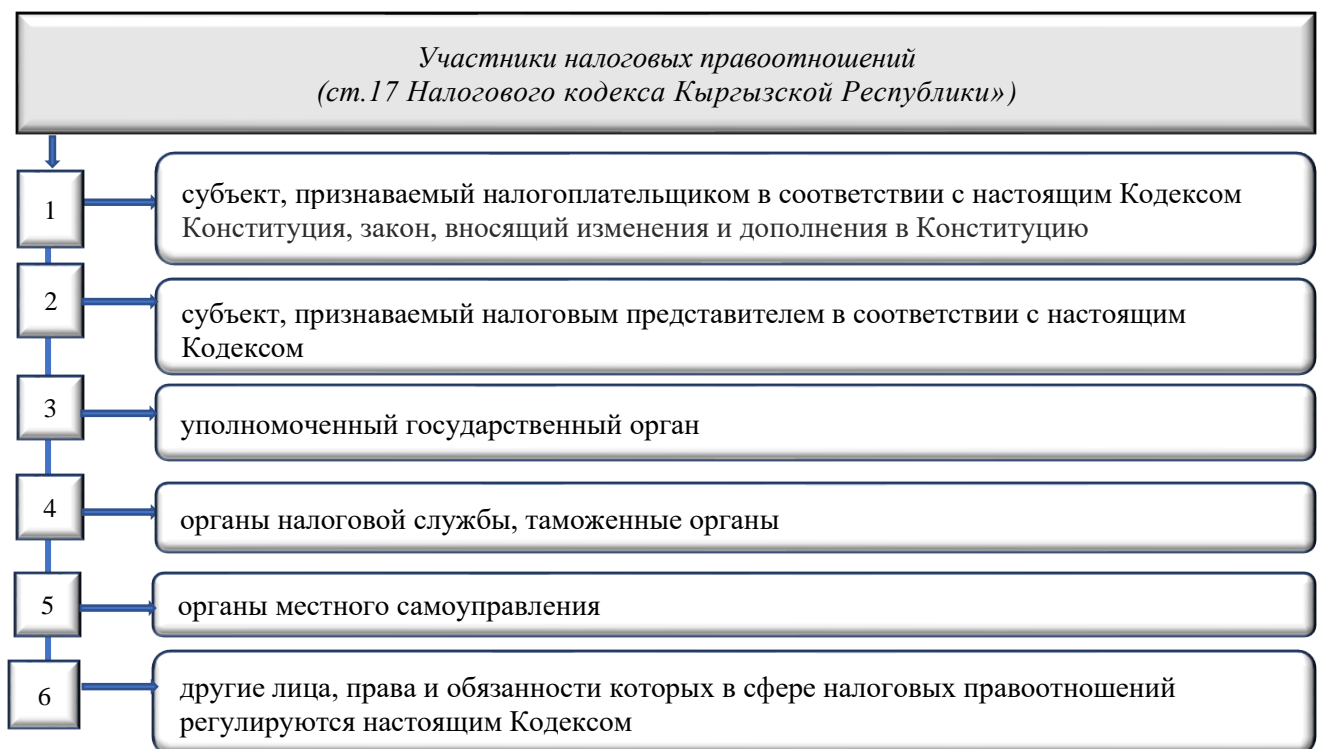 Участники налоговых правоотношений
(ст.17 Налогового кодекса Кыргызской Республики»)
1
субъект, признаваемый налогоплательщиком в соответствии с настоящим Кодексом
Конституция, закон, вносящий изменения и дополнения в Конституцию
2
субъект, признаваемый налоговым представителем в соответствии с настоящим
Кодексом
3
уполномоченный государственный орган
4
органы налоговой службы, таможенные органы
5
органы местного самоуправления
6
другие лица, права и обязанности которых в сфере налоговых правоотношений
регулируются настоящим Кодексом